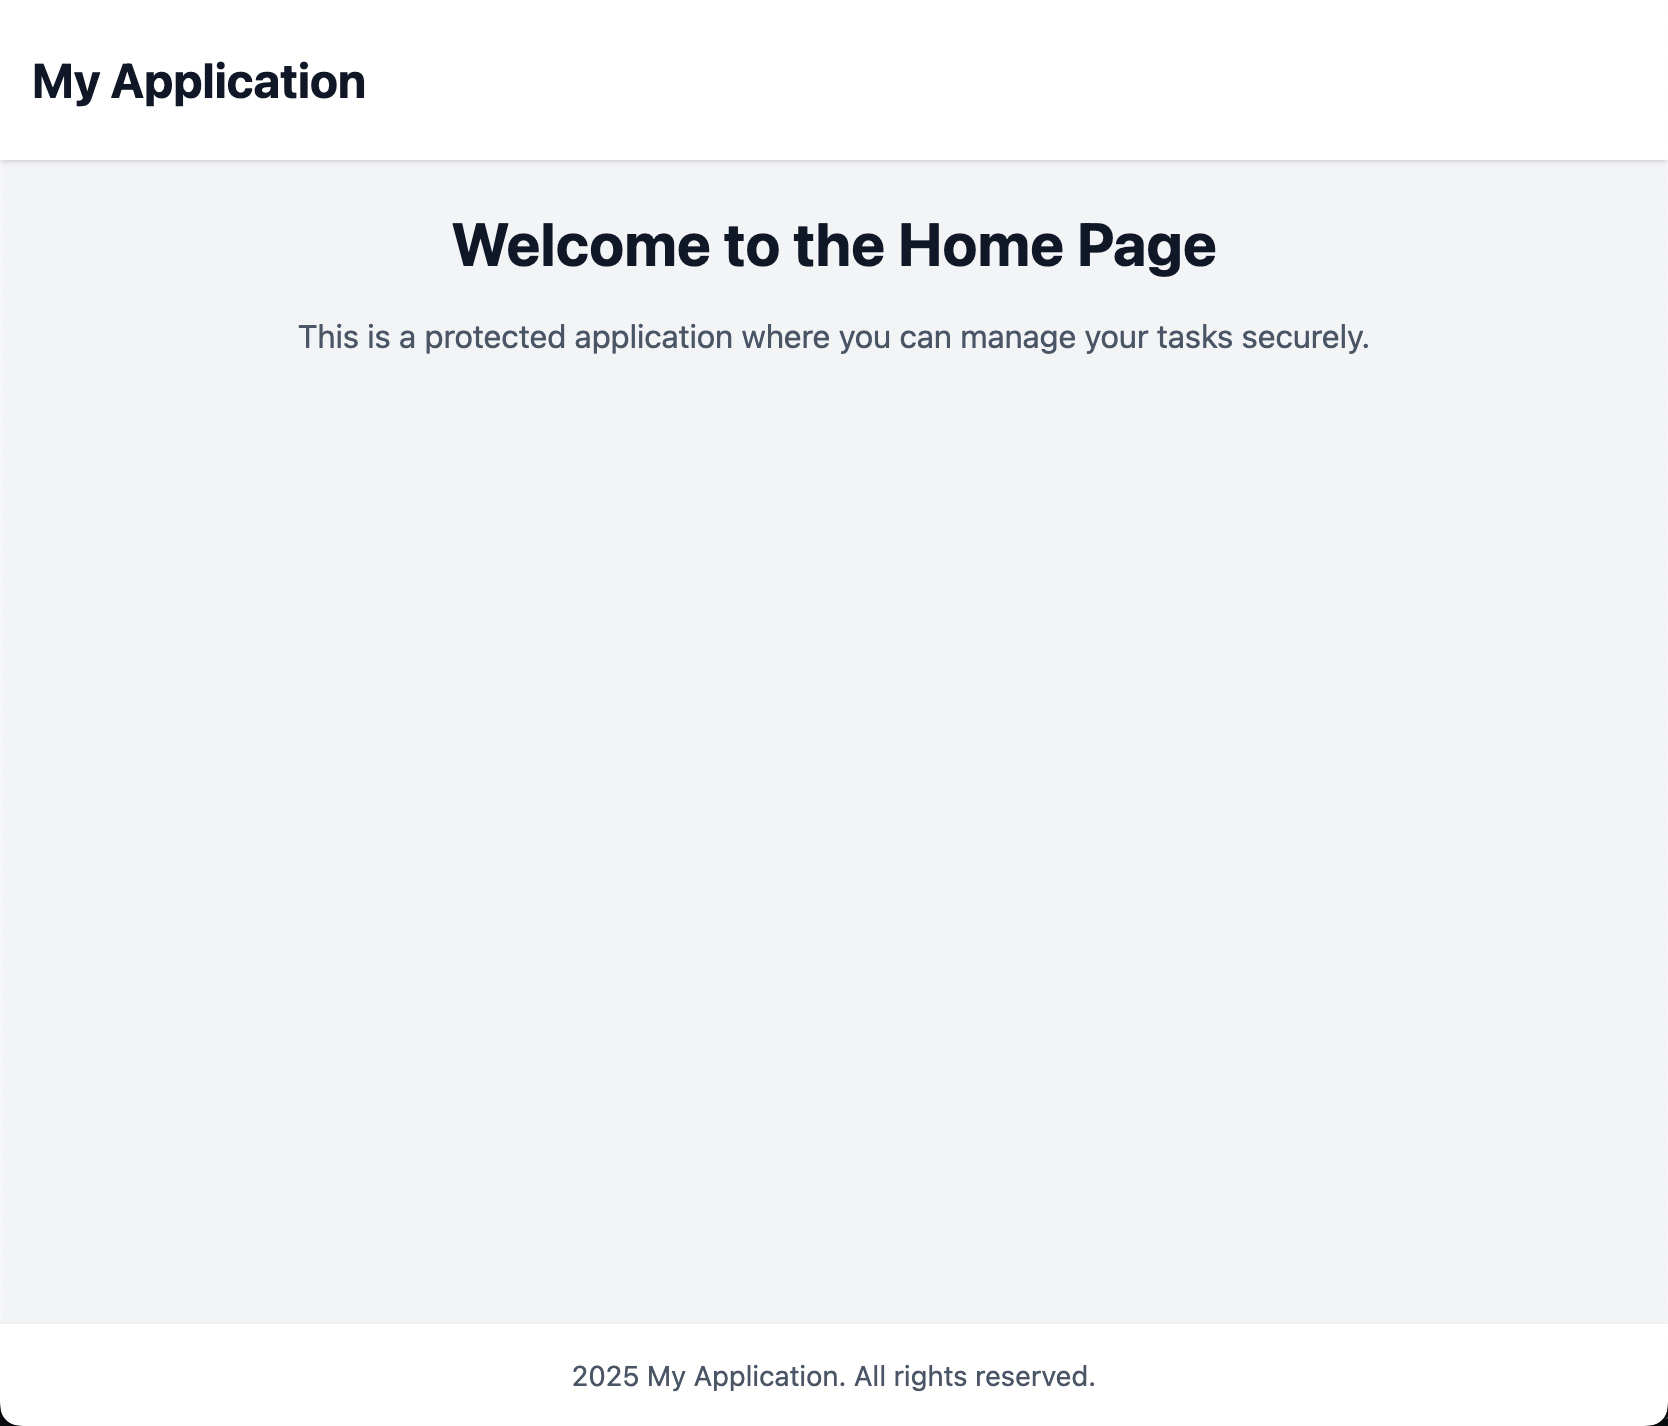 My Application
Welcome to the Home Page
This is a protected application where you can manage your tasks securely.
2025 My Application. All rights reserved.